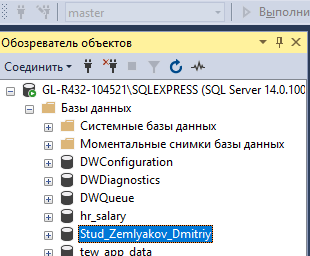 master
Выполни
Обозреватель объектов
Соединить
GL-R432-104521\SQLEXPRESS (SQL Server 14.0.100
Базы данных
Системные базы данных
Моментальные снимки базы данных
DWConfiguration
DWDiagnostics
DWQueue
hr_salary
Stud_Zemlyakov_Dmitriy
tew_app_data